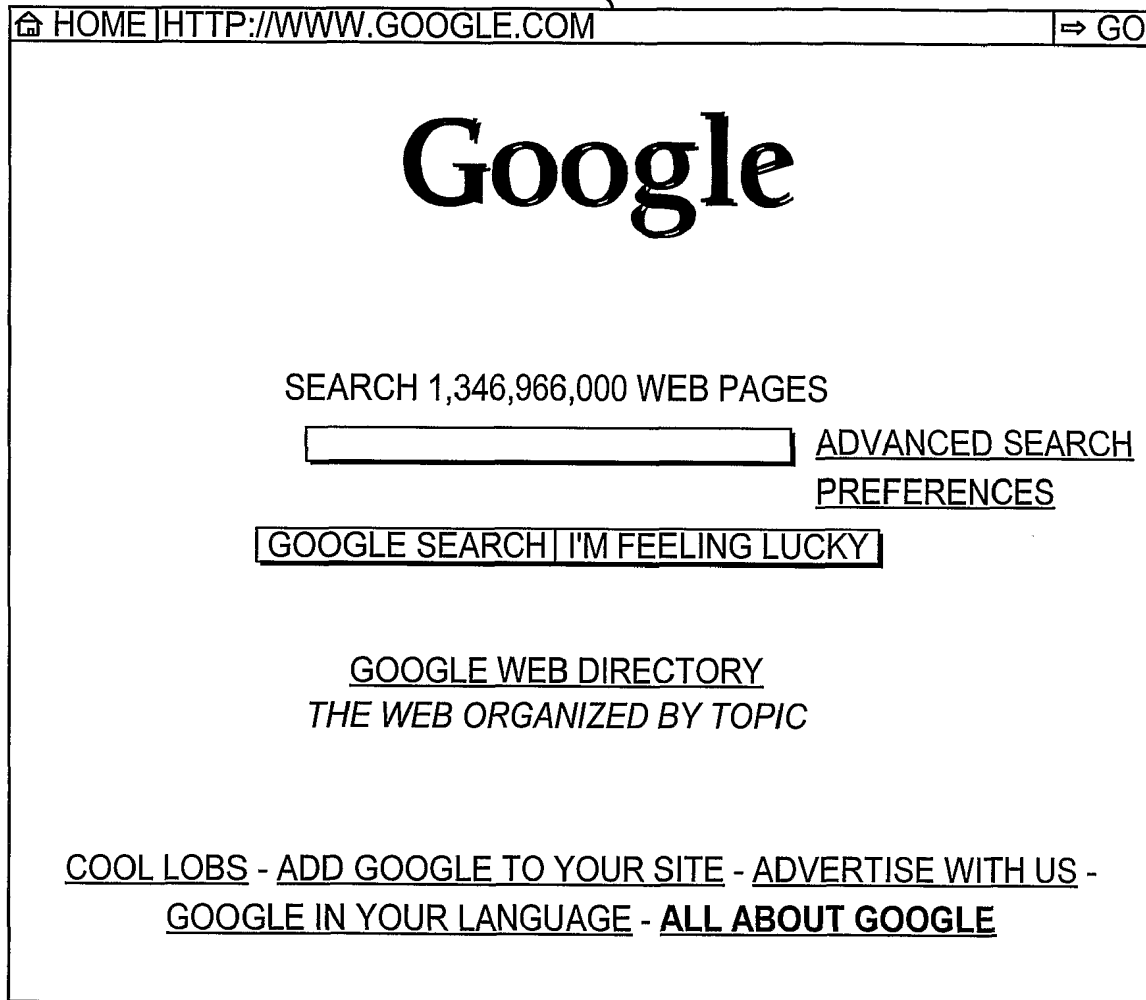 HOME HTTP://WWW.GOOGLE.COM ⇨ GO
Google
SEARCH 1,346,966,000 WEB PAGES
ADVANCED SEARCH
PREFERENCES
GOOGLE SEARCH I'M FEELING LUCKY
GOOGLE WEB DIRECTORY
THE WEB ORGANIZED BY TOPIC
COOL LOBS - ADD GOOGLE TO YOUR SITE - ADVERTISE WITH US -
GOOGLE IN YOUR LANGUAGE - ALL ABOUT GOOGLE